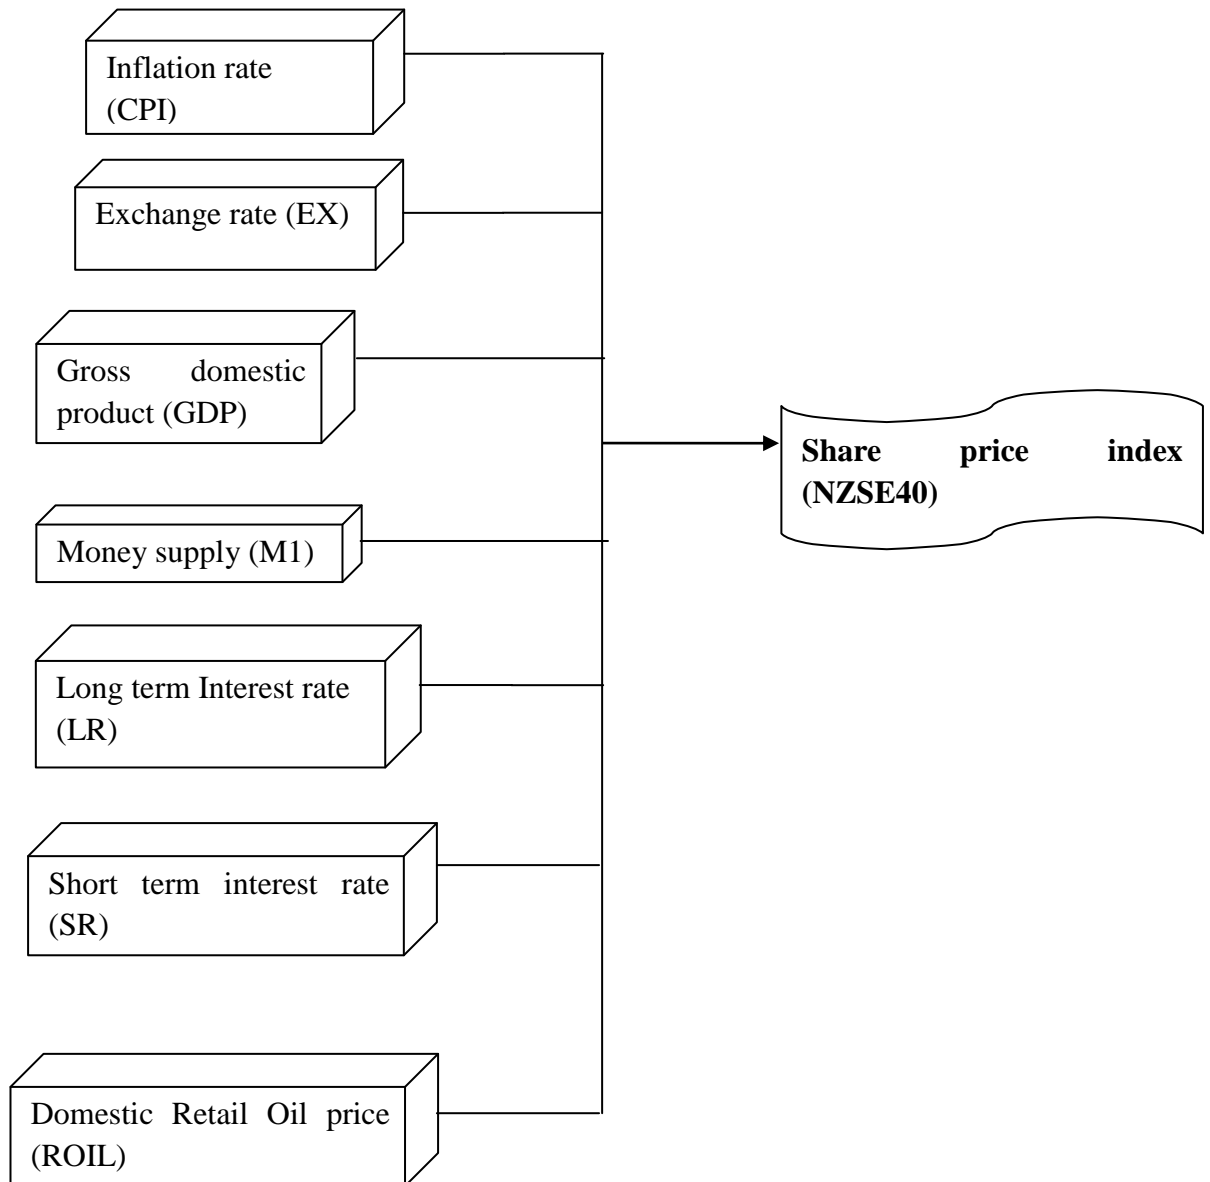 Inflation rate
(CPI)
Exchange rate (EX)
Gross domestic
product (GDP)
Share price index
(NZSE40)
Money supply (M1)
Long term Interest rate
(LR)
Short term interest rate
(SR)
Domestic Retail Oil price
(ROIL)